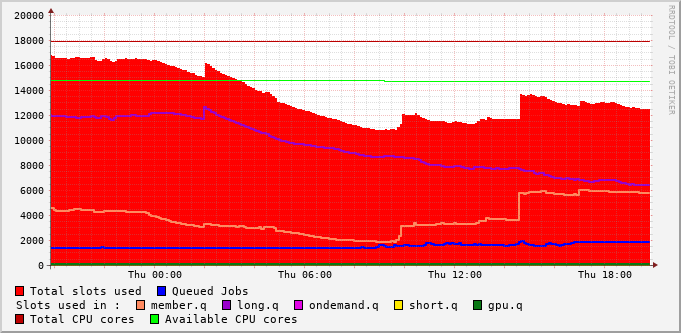 20000
18000
16000
14000
12000
10000
8000
6000
4000
2000
0
Thu 00:00 Thu 06:00 Thu 12:00 Thu 18:00
RRDTOOL / TOBI OETIKER
Total slots used Queued Jobs
Slots used in : member.q long.q ondemand.q short.q gpu.q
Total CPU cores Available CPU cores